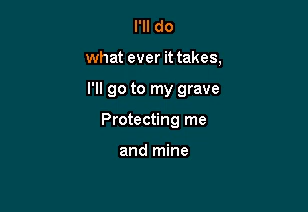 I'll do
what ever it takes,
I'll go to my grave
Protecting me
and mine